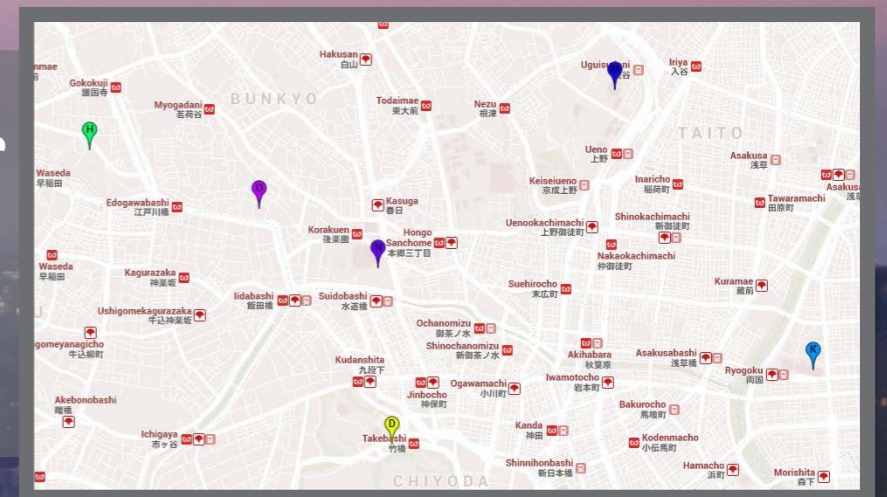 Hakusan
白山
Uguisu
Iriya
入谷
Gokokuji
護国寺
Myogadani
茗荷谷
BUNKYO
Todaimae
東大前
Nezu
根津
H
TAITO
Ueno
上野
Asakusa
浅草
Waseda
早稲田
Keiseiueno
京成上野
Inaricho
稲荷町
Asakusa
Edogawabashi
江戸川橋
Kasuga
春日
Tawaramachi
田原町
Korakuen
後楽園
Hongo
Sanchome
本郷三丁目
Uenookachimachi
上野御徒町
Shinokachimachi
新御徒町
N
Waseda
早稲田
Nakaokachimachi
仲御徒町
Kagurazaka
神楽坂
Suehirocho
末広町
Kuramae
蔵前
Iidabashi
飯田橋
Suidobashi
水道橋
Ushigomekagurazaka
牛込神楽坂
Ochanomizu
御茶ノ水
gomeyanagicho
牛込柳町
Shinochanomizu
新御茶ノ水
Akihabara
秋葉原
Asakusabashi
浅草橋
K
Kudanshita
九段下
Ryogoku
両国
Jinbocho
神保町
Ogawamachi
小川町
Iwamotocho
岩本町
Akebonobashi
曙橋
Bakurocho
馬喰町
D
Ichigaya
市ヶ谷
Takebashi
竹橋
Kanda
神田
Kodenmacho
小伝馬町
Shinnihonbashi
新日本橋
Hamacho
浜町
Morishita
森下
CHIYODA